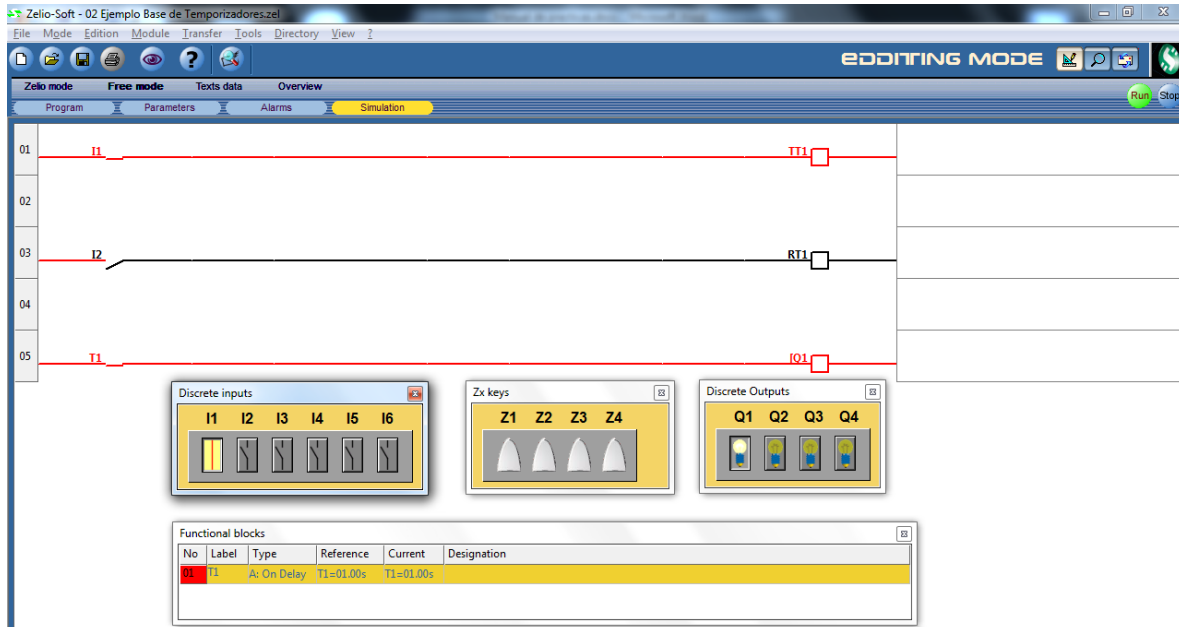 Zelio-Soft - 02 Ejemplo Base de Temporizadores.zel
File Mode Edition Module Transfer Tools Directory View ?
EDDITING MODE
Zelio mode Free mode Texts data Overview
Program Parameters Alarms Simulation
Run Stop
01 I1 TT1
02
03 I2 RT1
04
05 T1 [Q1
Discrete inputs
I1 I2 I3 I4 I5 I6
Zx keys
Z1 Z2 Z3 Z4
Discrete Outputs
Q1 Q2 Q3 Q4
Functional blocks
No Label Type Reference Current Designation
01 T1 A: On Delay T1=01.00s T1=01.00s